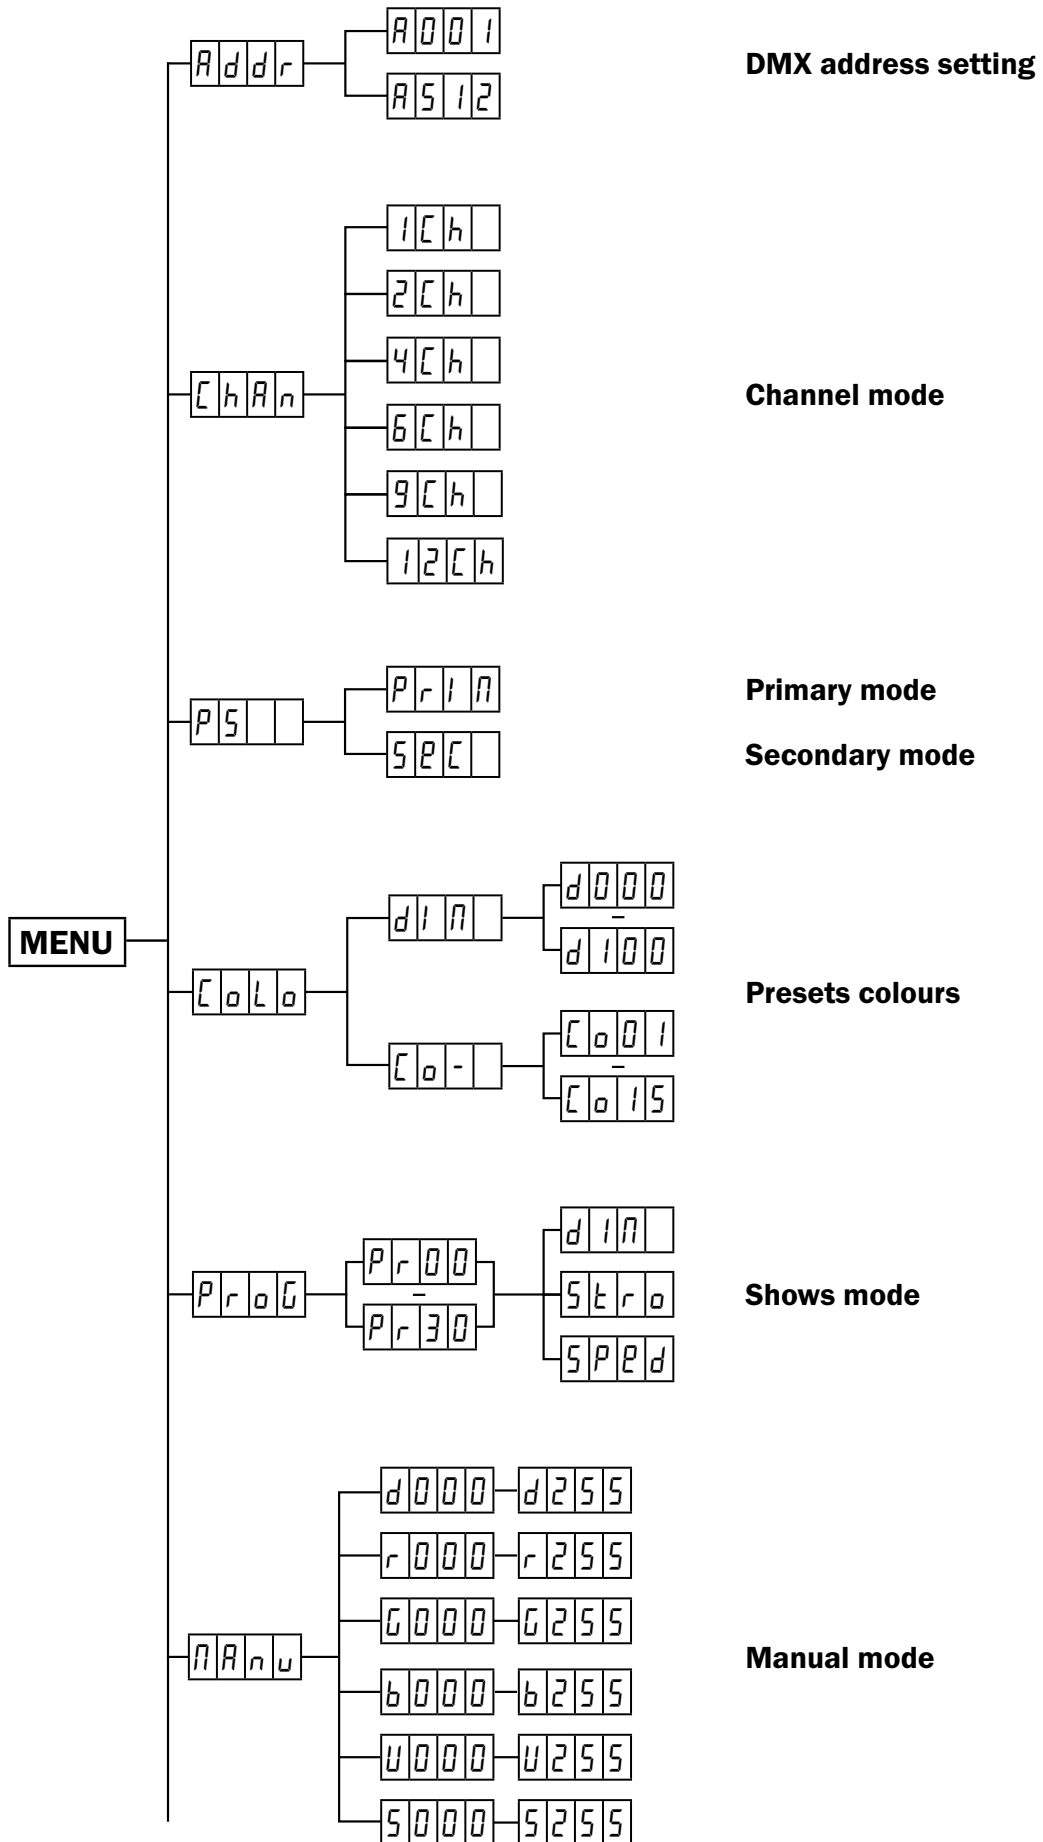 A001
Addr
DMX address setting
A512
1Ch
2Ch
4Ch
ChAn
Channel mode
6Ch
9Ch
12Ch
PrIM
Primary mode
PS
SeC
Secondary mode
d000
dIM
–
MENU
d100
CoLo
Presets colours
Co01
Co-
–
Co15
dIM
Pr00
ProG
–
Stro
Shows mode
Pr30
SPed
d000 d255
r000 r255
G000 G255
MAnu
Manual mode
b000 b255
U000 U255
S000 S255